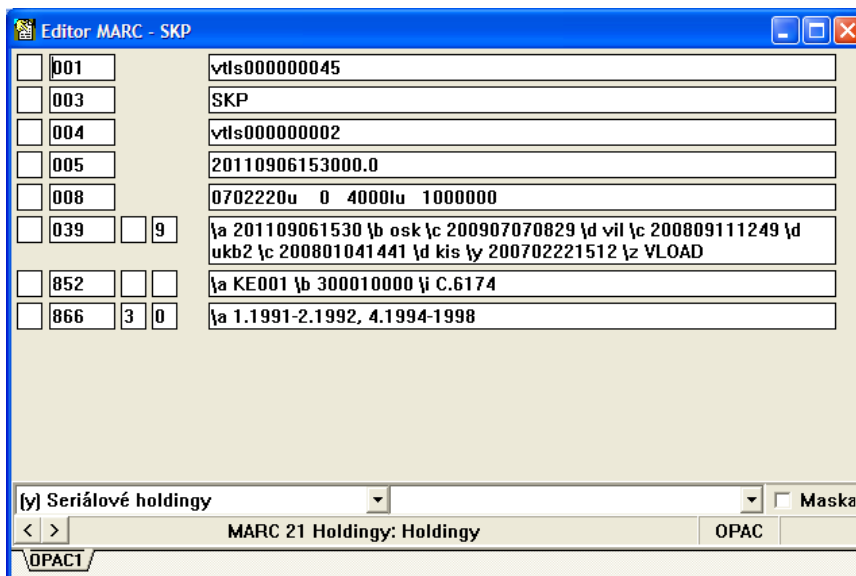 Editor MARC - SKP
001 vtls000000045
003 SKP
004 vtls000000002
005 20110906153000.0
008 0702220u    0   4000lu   1000000
039 9 \a 201109061530 \b osk \c 200907070829 \d vil \c 200809111249 \d
ukb2 \c 200801041441 \d kis \y 200702221512 \z VLOAD
852 \a KE001 \b 300010000 \i C.6174
866 3 0 \a 1.1991-2.1992, 4.1994-1998
(y) Seriálové holdingy Maska
< > MARC 21 Holdingy: Holdingy OPAC
OPAC1